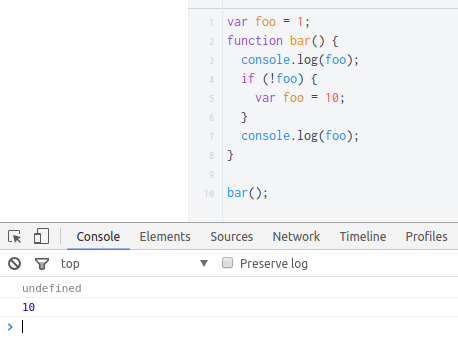 1 var foo = 1;
2 function bar() {
3   console.log(foo);
4   if (!foo) {
5     var foo = 10;
6   }
7   console.log(foo);
8 }
9
10 bar();
Console Elements Sources Network Timeline Profiles
top ▼ Preserve log
undefined
10
>